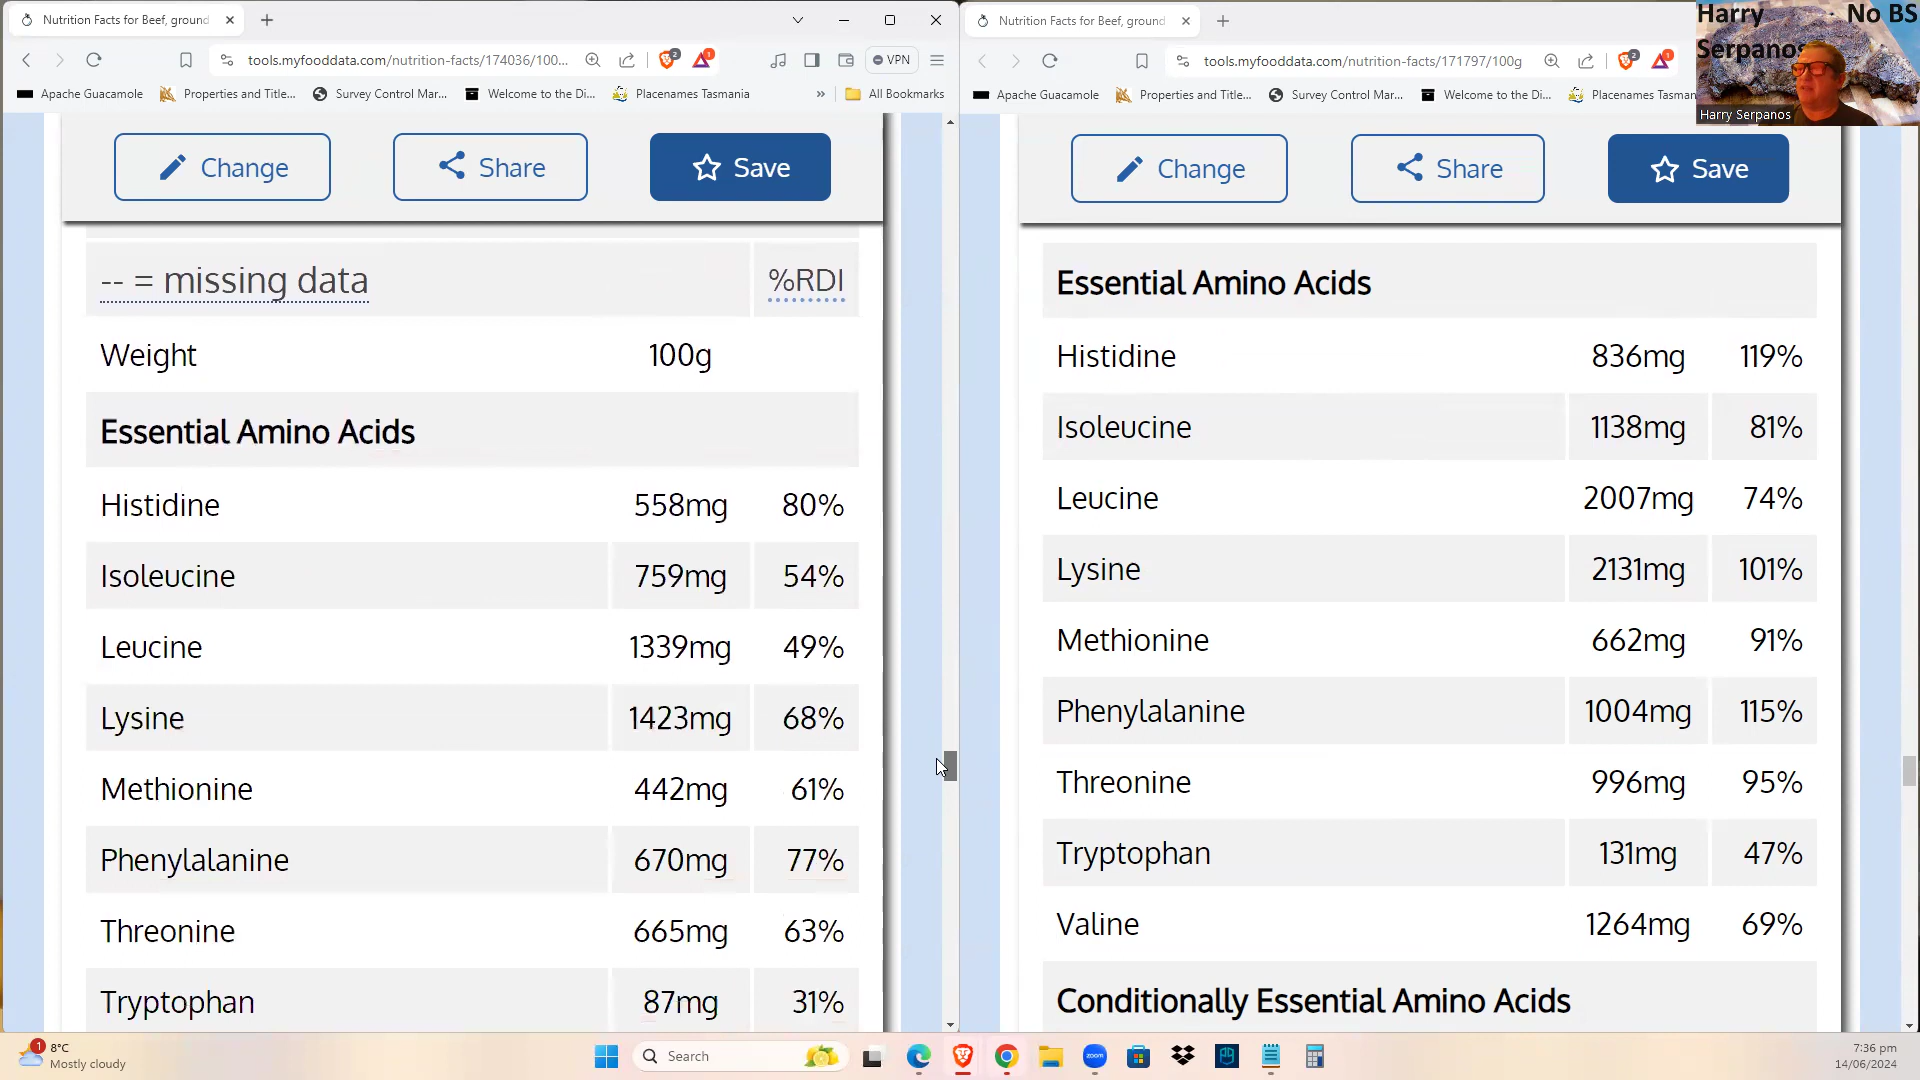 Nutrition Facts for Beef, ground
tools.myfooddata.com/nutrition-facts/174036/100...
2
1
VPN
Apache Guacamole
Properties and Title...
Survey Control Mar...
Welcome to the Di...
Placenames Tasmania
»
All Bookmarks
Change
Share
Save
-- = missing data
%RDI
Weight 100g
Essential Amino Acids
Histidine 558mg 80%
Isoleucine 759mg 54%
Leucine 1339mg 49%
Lysine 1423mg 68%
Methionine 442mg 61%
Phenylalanine 670mg 77%
Threonine 665mg 63%
Tryptophan 87mg 31%
Nutrition Facts for Beef, ground
tools.myfooddata.com/nutrition-facts/171797/100g
2
1
Apache Guacamole
Properties and Title...
Survey Control Mar...
Welcome to the Di...
Placenames Tasman
Harry No BS
Serpanos
Harry Serpanos
Change
Share
Save
Essential Amino Acids
Histidine 836mg 119%
Isoleucine 1138mg 81%
Leucine 2007mg 74%
Lysine 2131mg 101%
Methionine 662mg 91%
Phenylalanine 1004mg 115%
Threonine 996mg 95%
Tryptophan 131mg 47%
Valine 1264mg 69%
Conditionally Essential Amino Acids
1
8°C
Mostly cloudy
Search
zoom
7:36 pm
14/06/2024